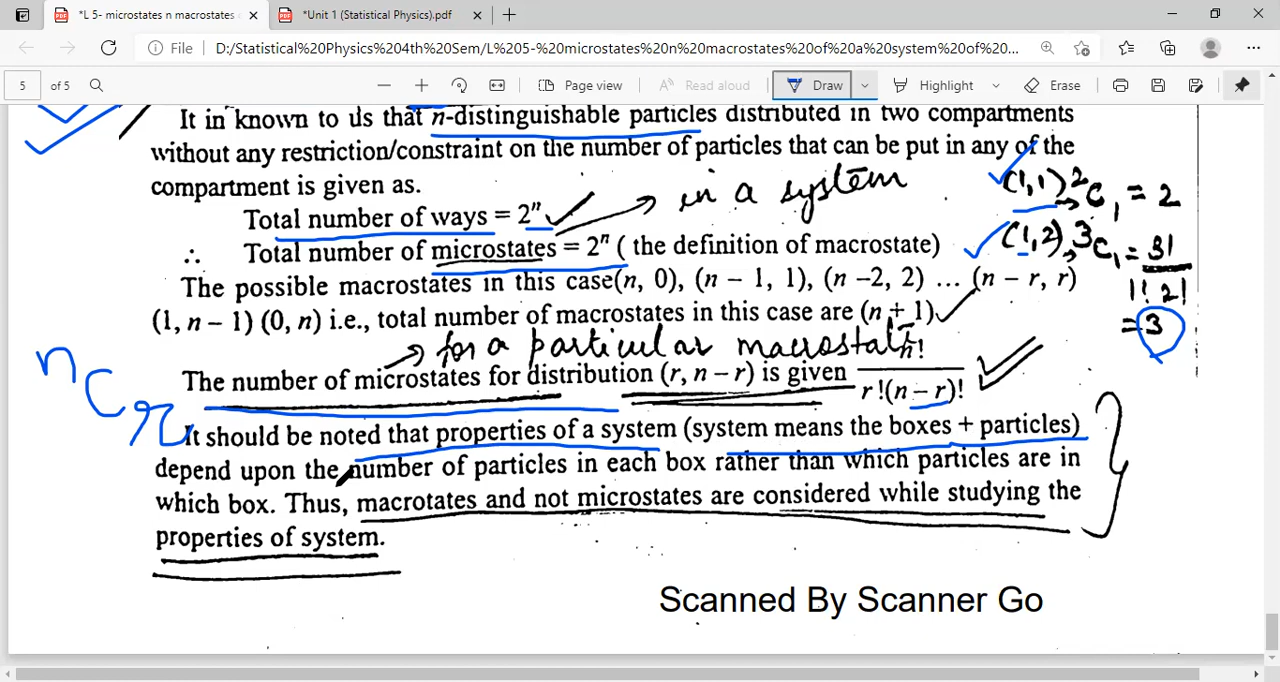 *L 5- microstates n macrostates
*Unit 1 (Statistical Physics).pdf
File D:/Statistical%20Physics%204th%20Sem/L%205-%20microstates%20n%20macrostates%20of%20a%20system%20of%20...
5 of 5 Page view Read aloud Draw Highlight Erase
It in known to us that n-distinguishable particles distributed in two compartments
without any restriction/constraint on the number of particles that can be put in any of the
compartment is given as.
in a system
(1,1), ²C₁ = 2
Total number of ways = 2ⁿ
∴ Total number of microstates = 2ⁿ ( the definition of macrostate)
(1,2), 3C₁ = 3!
1! 2!
= 3
The possible macrostates in this case(n, 0), (n – 1, 1), (n –2, 2) ... (n – r, r)
(1, n – 1) (0, n) i.e., total number of macrostates in this case are (n + 1).
for a particular macrostate
The number of microstates for distribution (r, n – r) is given n!
r!(n – r)!
nCr
It should be noted that properties of a system (system means the boxes + particles)
depend upon the number of particles in each box rather than which particles are in
which box. Thus, macrotates and not microstates are considered while studying the
properties of system.
Scanned By Scanner Go